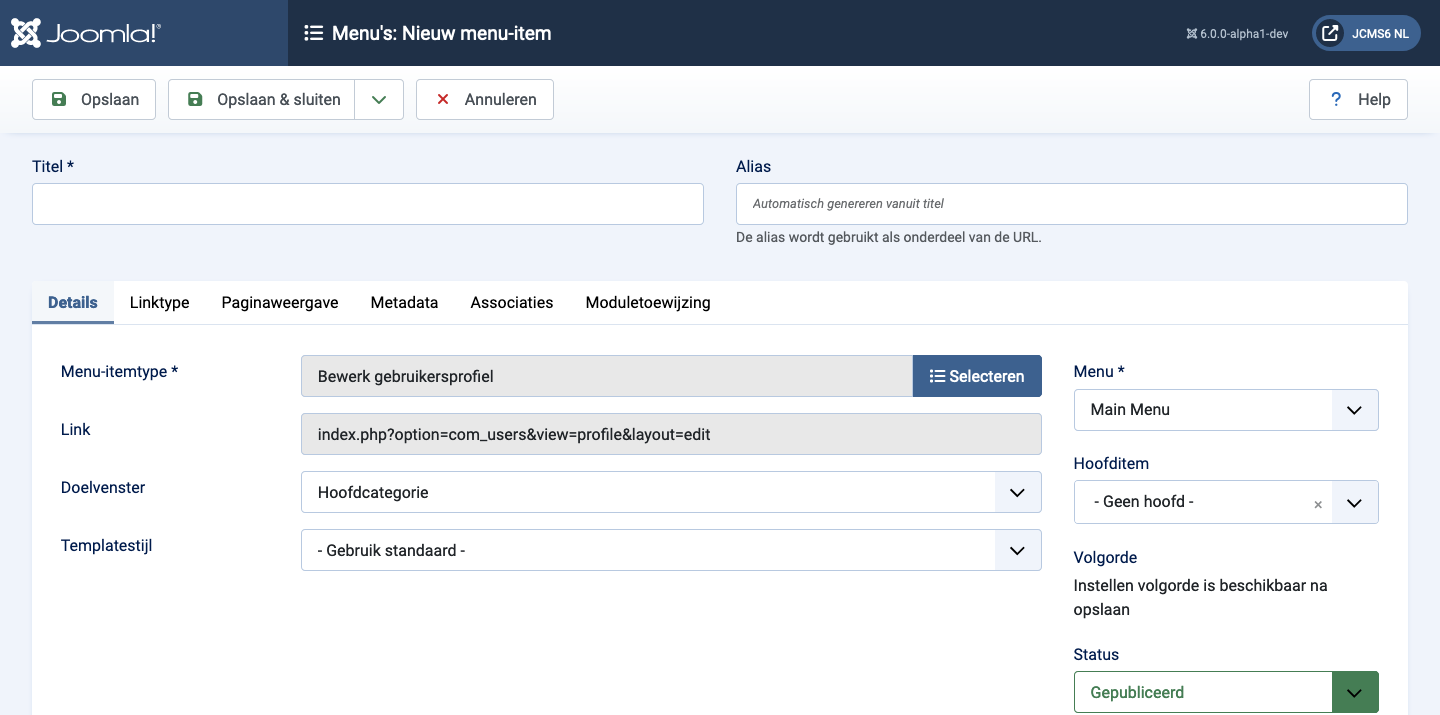 Joomla!®
Menu's: Nieuw menu-item
6.0.0-alpha1-dev
JCMS6 NL
Opslaan
Opslaan & sluiten
Annuleren
? Help
Titel *
Alias
Automatisch genereren vanuit titel
De alias wordt gebruikt als onderdeel van de URL.
Details Linktype Paginaweergave Metadata Associaties Moduletoewijzing
Menu-itemtype *
Bewerk gebruikersprofiel
Selecteren
Link
index.php?option=com_users&view=profile&layout=edit
Doelvenster
Hoofdcategorie
Templatestijl
- Gebruik standaard -
Menu *
Main Menu
Hoofditem
- Geen hoofd - ×
Volgorde
Instellen volgorde is beschikbaar na
opslaan
Status
Gepubliceerd